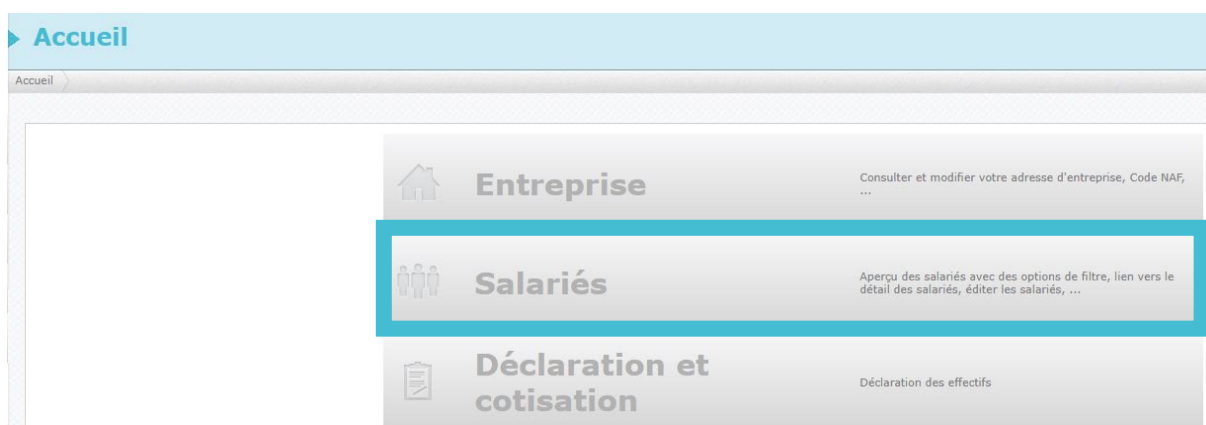 Accueil
Accueil
Entreprise
Consulter et modifier votre adresse d'entreprise, Code NAF,
...
Salariés
Aperçu des salariés avec des options de filtre, lien vers le
détail des salariés, éditer les salariés, ...
Déclaration et
cotisation
Déclaration des effectifs